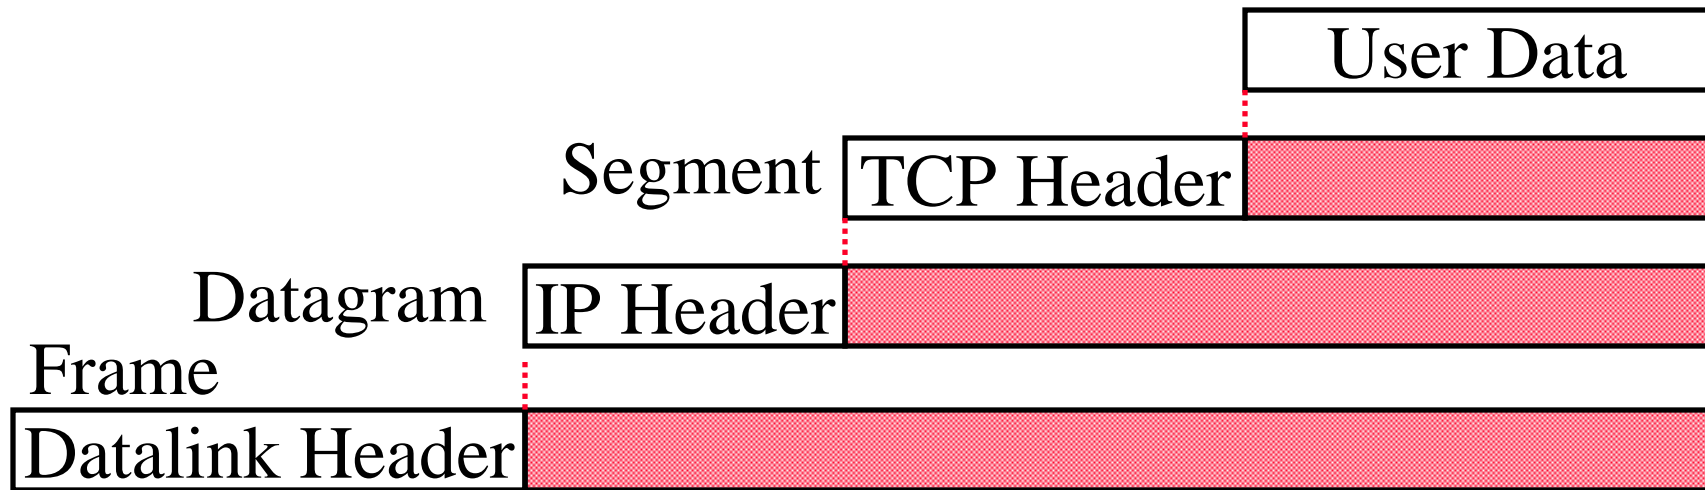 User Data
Segment TCP Header
Datagram IP Header
Frame
Datalink Header